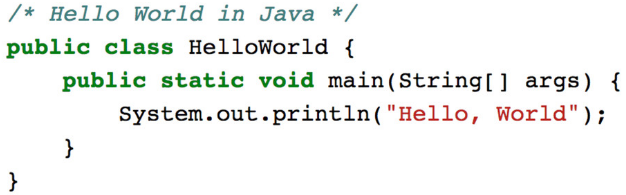 /* Hello World in Java */
public class HelloWorld {
    public static void main(String[] args) {
        System.out.println("Hello, World");
    }
}